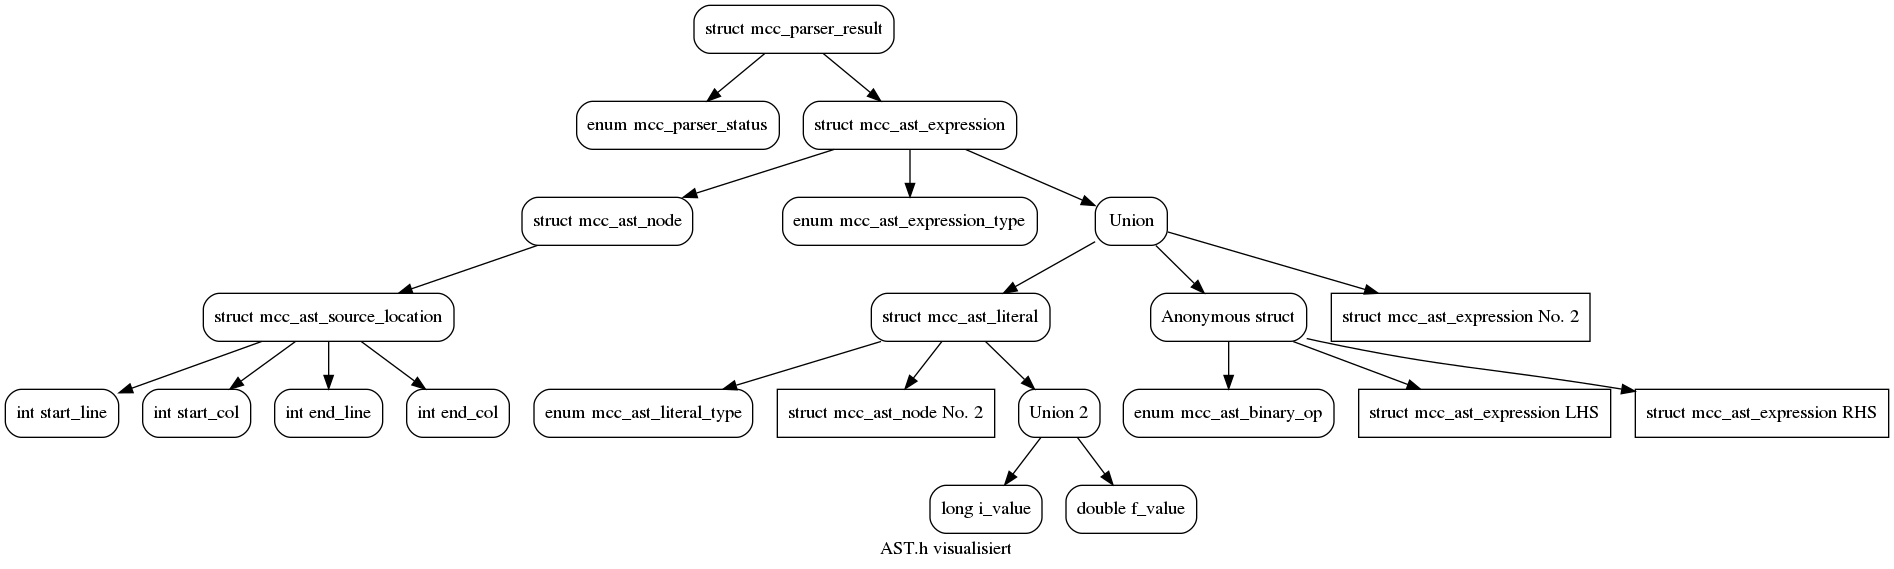 struct mcc_parser_result
enum mcc_parser_status
struct mcc_ast_expression
struct mcc_ast_node
enum mcc_ast_expression_type
Union
struct mcc_ast_source_location
struct mcc_ast_literal
Anonymous struct
struct mcc_ast_expression No. 2
int start_line
int start_col
int end_line
int end_col
enum mcc_ast_literal_type
struct mcc_ast_node No. 2
Union 2
enum mcc_ast_binary_op
struct mcc_ast_expression LHS
struct mcc_ast_expression RHS
long i_value
double f_value
AST.h visualisiert